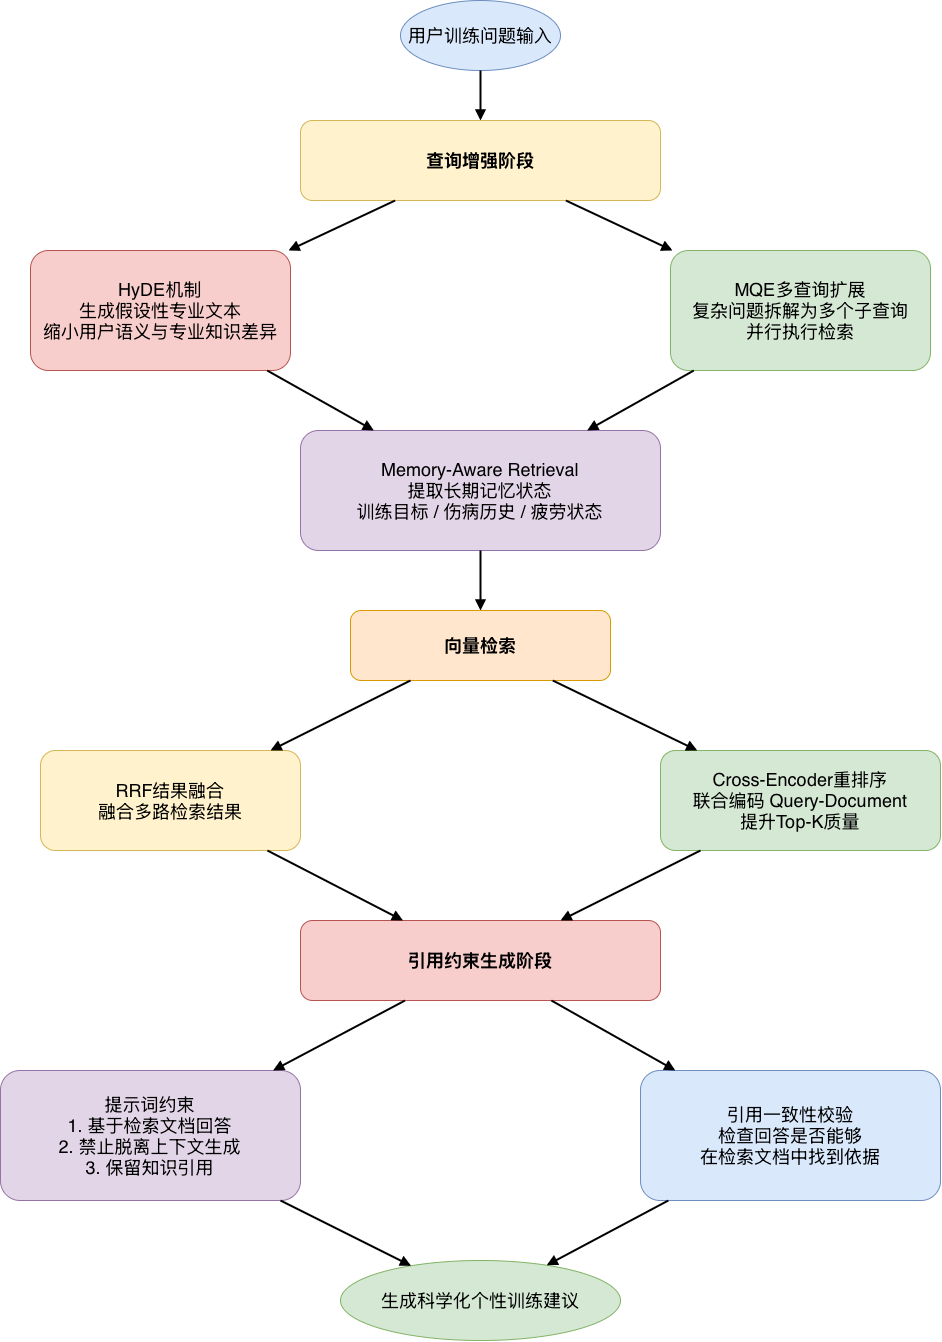 用户训练问题输入
查询增强阶段
HyDE机制
生成假设性专业文本
缩小用户语义与专业知识差异
MQE多查询扩展
复杂问题拆解为多个子查询
并行执行检索
Memory-Aware Retrieval
提取长期记忆状态
训练目标 / 伤病历史 / 疲劳状态
向量检索
RRF结果融合
融合多路检索结果
Cross-Encoder重排序
联合编码 Query-Document
提升Top-K质量
引用约束生成阶段
提示词约束
1. 基于检索文档回答
2. 禁止脱离上下文生成
3. 保留知识引用
引用一致性校验
检查回答是否能够
在检索文档中找到依据
生成科学化个性训练建议